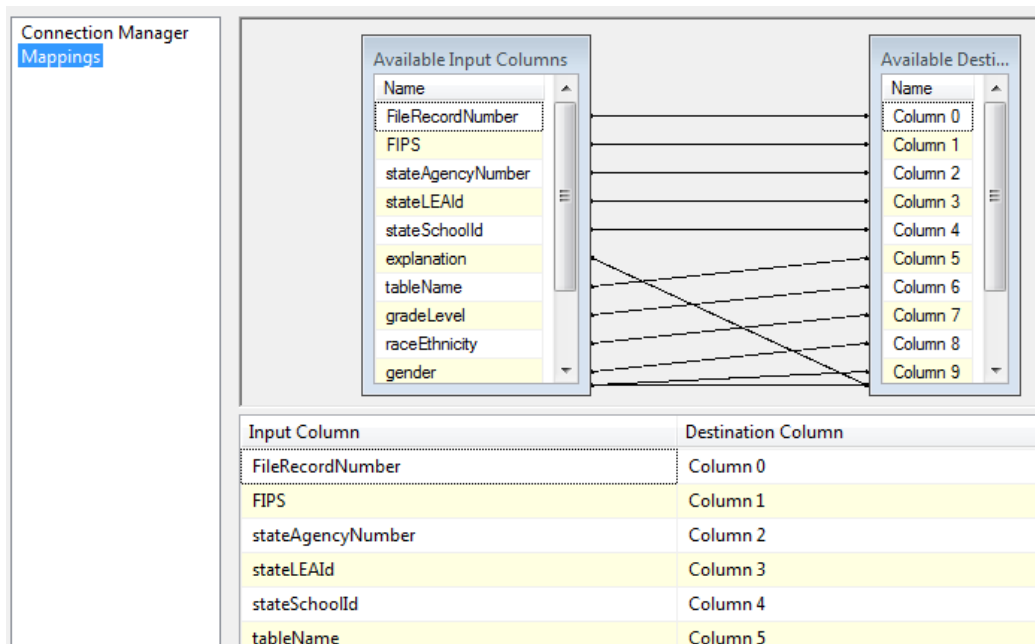 Connection Manager
Mappings
Available Input Columns
Name
FileRecordNumber
FIPS
stateAgencyNumber
stateLEAId
stateSchoolId
explanation
tableName
gradeLevel
raceEthnicity
gender
Available Desti...
Name
Column 0
Column 1
Column 2
Column 3
Column 4
Column 5
Column 6
Column 7
Column 8
Column 9
Input Column Destination Column
FileRecordNumber Column 0
FIPS Column 1
stateAgencyNumber Column 2
stateLEAId Column 3
stateSchoolId Column 4
tableName Column 5